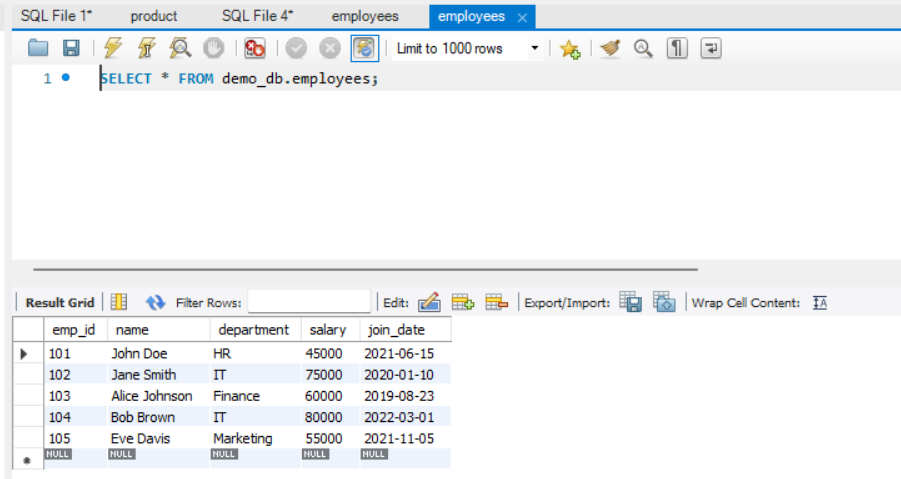 SQL File 1* product SQL File 4* employees employees ×
Limit to 1000 rows
1 SELECT * FROM demo_db.employees;
Result Grid Filter Rows: Edit: Export/Import: Wrap Cell Content:
emp_id name department salary join_date
101 John Doe HR 45000 2021-06-15
102 Jane Smith IT 75000 2020-01-10
103 Alice Johnson Finance 60000 2019-08-23
104 Bob Brown IT 80000 2022-03-01
105 Eve Davis Marketing 55000 2021-11-05
NULL NULL NULL NULL NULL